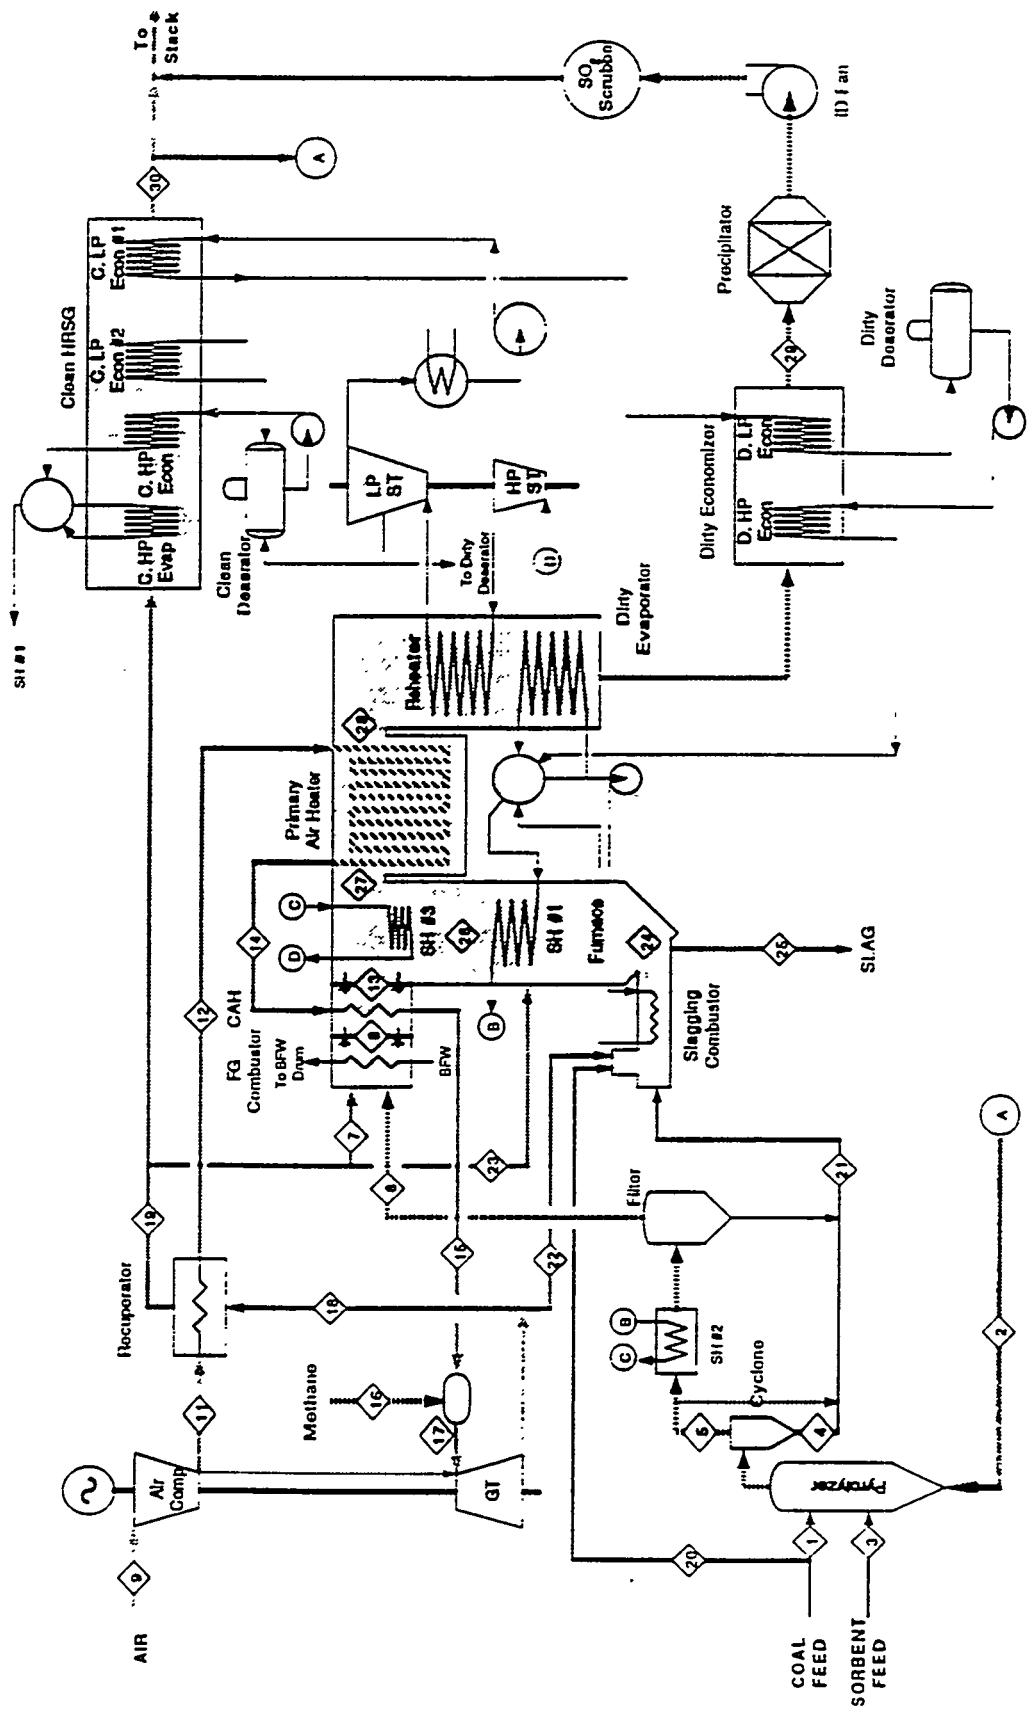 AIR
9
Air
Comp
11
Recuperator
19
12
18
Methane
16
17
GT
COAL
FEED
SORBENT
FEED
1
3
20
Pyrolyzer
2
A
4
5
Cyclone
SH #2
B
C
Filter
21
22
6
7
15
23
FG
Combustor
To BFW
Drum
BFW
8
CAH
13
14
B
D
C
SH #3
26
SH #1
Furnace
24
Slagging
Combustor
25
SLAG
27
Primary
Air Heater
28
Reheater
Dirty
Evaporator
SH #1
C. HP
Evap
C. HP
Econ
C. LP
Econ #2
C. LP
Econ #1
Clean HRSG
30
A
To
Stack
Clean
Deaerator
LP
ST
HP
ST
To Dirty
Deaerator
D
Dirty Economizer
D. HP
Econ
D. LP
Econ
29
Precipitator
Dirty
Deaerator
ID Fan
SO₂
Scrubber